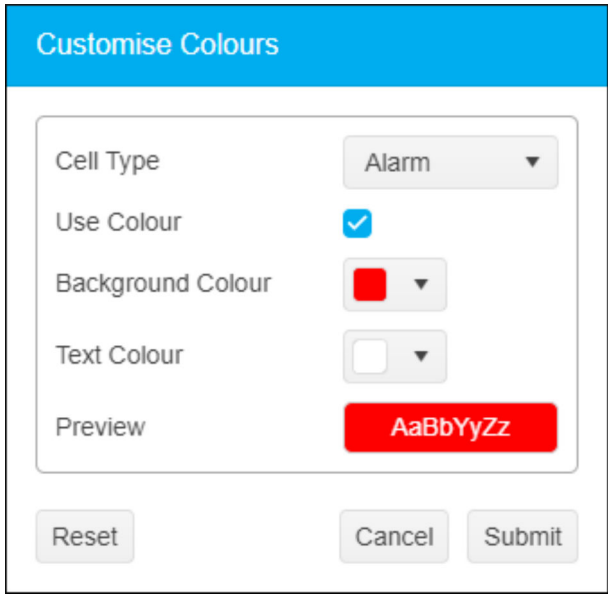 Customise Colours
Cell Type Alarm
Use Colour
Background Colour
Text Colour
Preview AaBbYyZz
Reset Cancel Submit